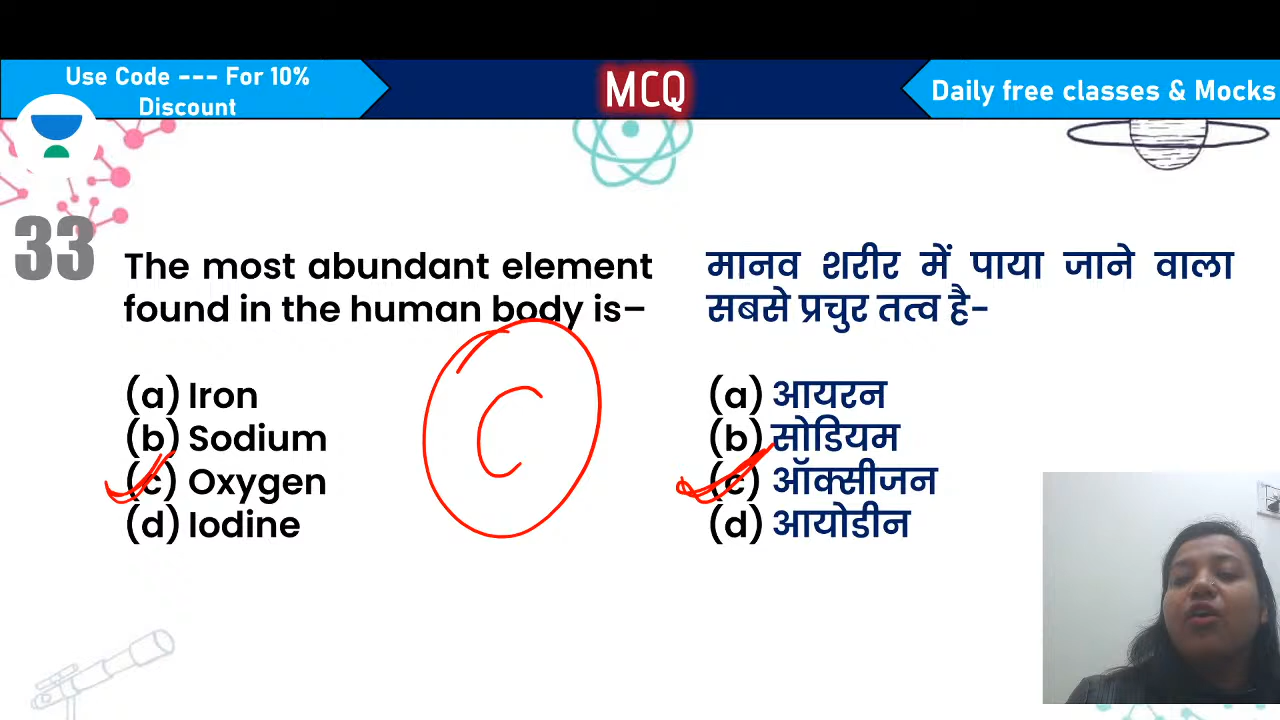 Use Code --- For 10%
Discount
MCQ
Daily free classes & Mocks
33
The most abundant element
found in the human body is–
(a) Iron
(b) Sodium
(c) Oxygen
(d) Iodine
C
मानव शरीर में पाया जाने वाला
सबसे प्रचुर तत्व है-
(a) आयरन
(b) सोडियम
(c) ऑक्सीजन
(d) आयोडीन